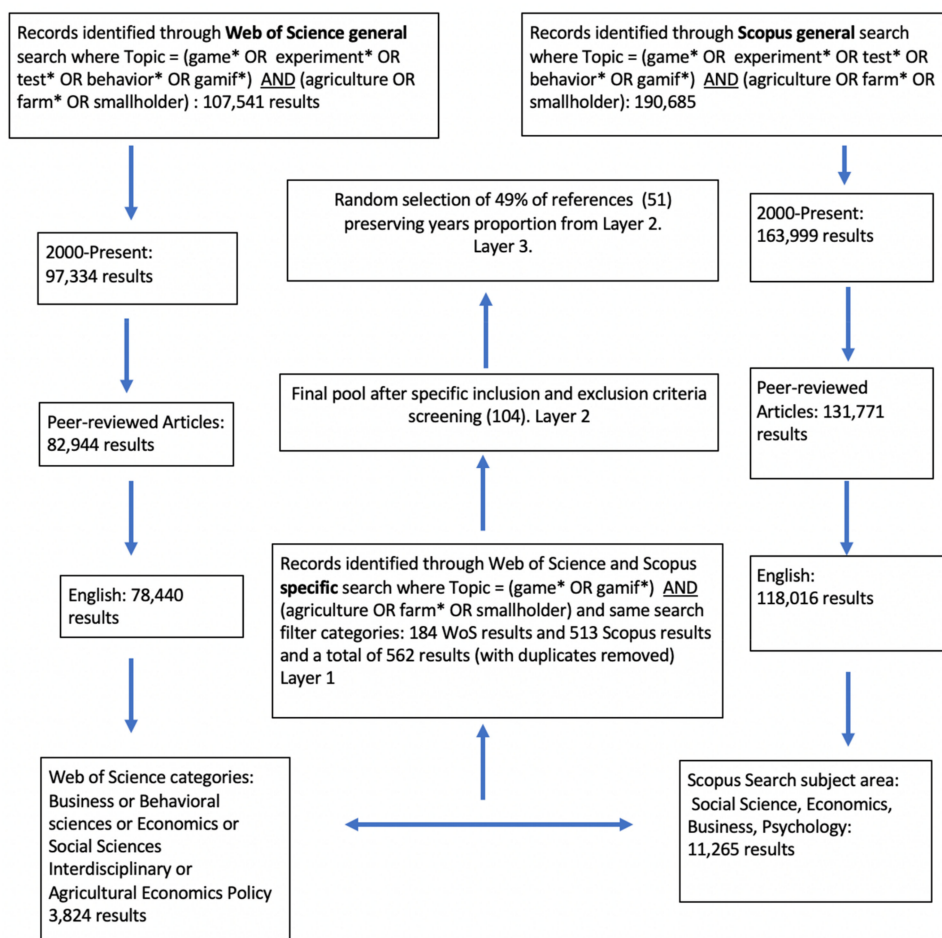 Records identified through Web of Science general
search where Topic = (game* OR  experiment* OR
test* OR behavior* OR gamif*)  AND (agriculture OR
farm* OR smallholder) : 107,541 results
Records identified through Scopus general search
where Topic = (game* OR  experiment* OR test* OR
behavior* OR gamif*)  AND (agriculture OR farm* OR
smallholder): 190,685
Random selection of 49% of references  (51)
preserving years proportion from Layer 2.
Layer 3.
2000-Present:
97,334 results
2000-Present:
163,999 results
Final pool after specific inclusion and exclusion criteria
screening (104). Layer 2
Peer-reviewed Articles:
82,944 results
Peer-reviewed
Articles: 131,771
results
Records identified through Web of Science and Scopus
specific search where Topic = (game* OR gamif*)  AND
(agriculture OR farm* OR smallholder) and same search
filter categories: 184 WoS results and 513 Scopus results
and a total of 562 results (with duplicates removed)
Layer 1
English: 78,440
results
English:
118,016 results
Web of Science categories:
Business or Behavioral
sciences or Economics or
Social Sciences
Interdisciplinary or
Agricultural Economics Policy
3,824 results
Scopus Search subject area:
Social Science, Economics,
Business, Psychology:
11,265 results